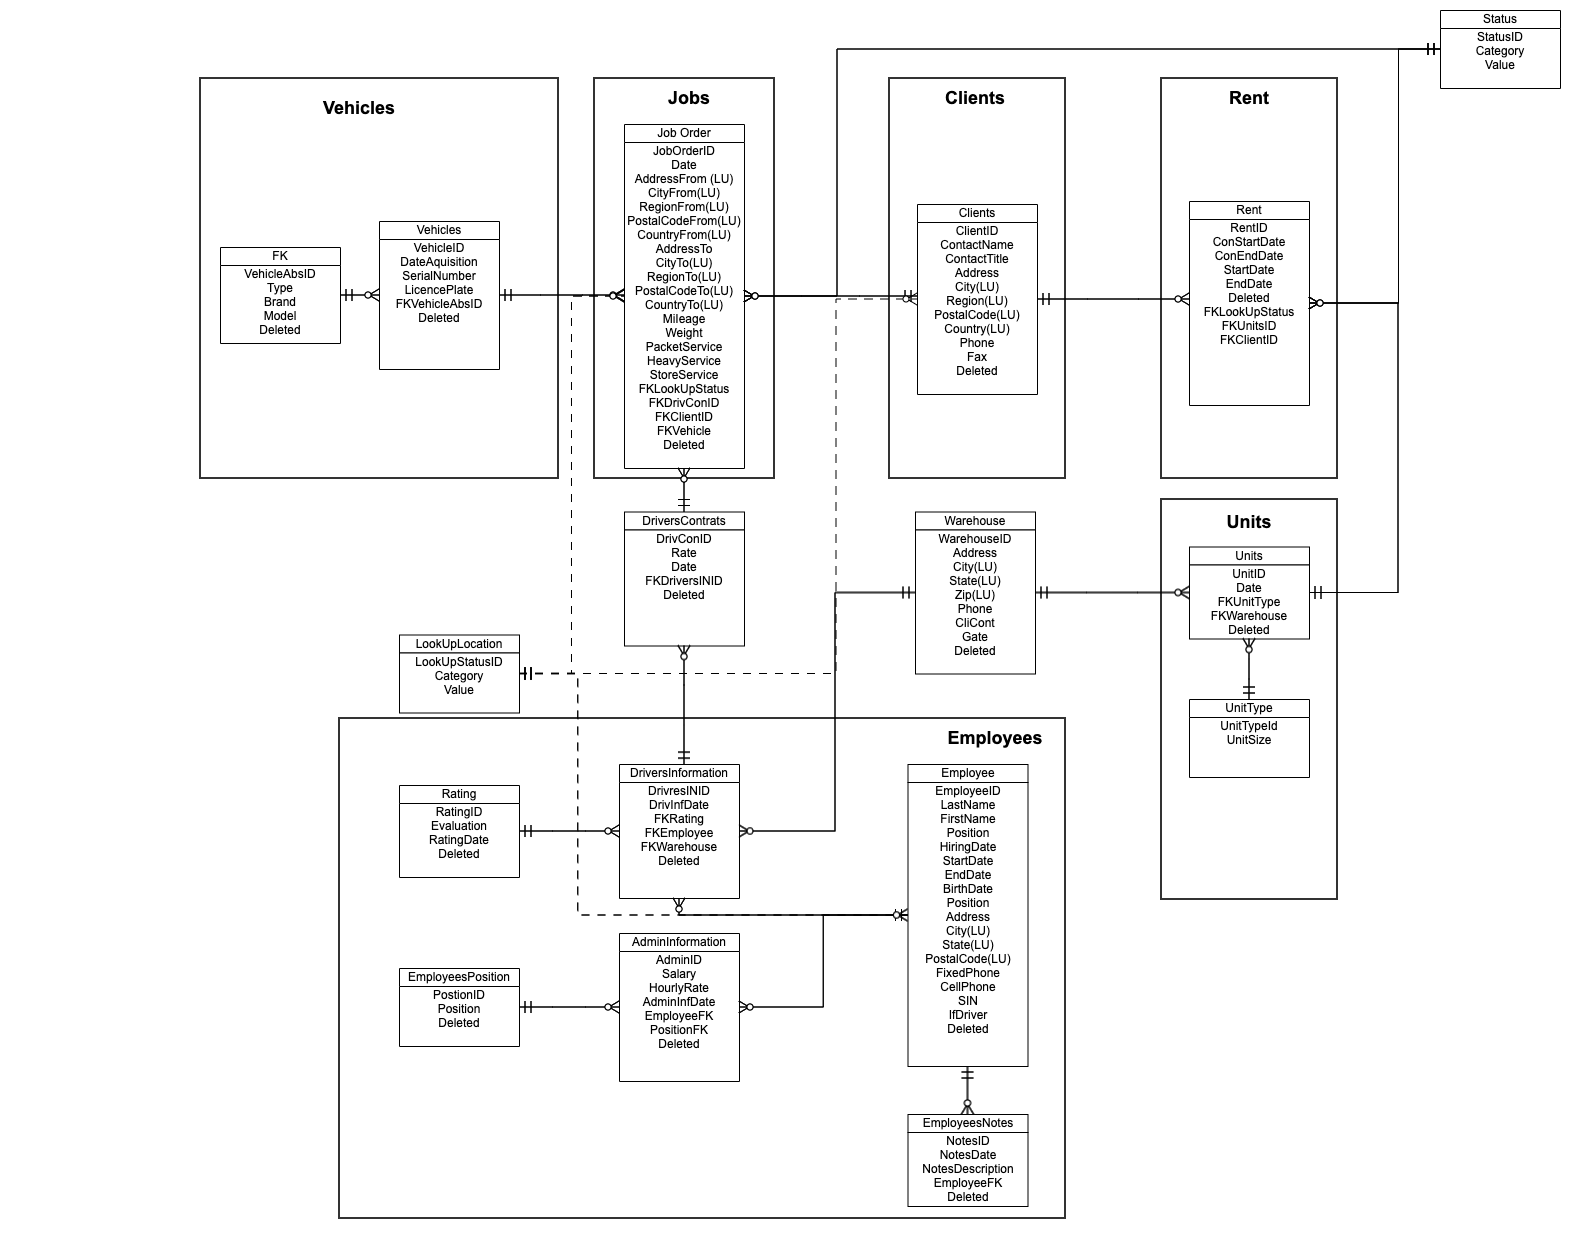 Status
StatusID
Category
Value
Vehicles
FK
VehicleAbsID
Type
Brand
Model
Deleted
Vehicles
VehicleID
DateAquisition
SerialNumber
LicencePlate
FKVehicleAbsID
Deleted
Jobs
Job Order
JobOrderID
Date
AddressFrom (LU)
CityFrom(LU)
RegionFrom(LU)
PostalCodeFrom(LU)
CountryFrom(LU)
AddressTo
CityTo(LU)
RegionTo(LU)
PostalCodeTo(LU)
CountryTo(LU)
Mileage
Weight
PacketService
HeavyService
StoreService
FKLookUpStatus
FKDrivConID
FKClientID
FKVehicle
Deleted
Clients
Clients
ClientID
ContactName
ContactTitle
Address
City(LU)
Region(LU)
PostalCode(LU)
Country(LU)
Phone
Fax
Deleted
Rent
Rent
RentID
ConStartDate
ConEndDate
StartDate
EndDate
Deleted
FKLookUpStatus
FKUnitsID
FKClientID
DriversContrats
DrivConID
Rate
Date
FKDriversINID
Deleted
Warehouse
WarehouseID
Address
City(LU)
State(LU)
Zip(LU)
Phone
CliCont
Gate
Deleted
Units
Units
UnitID
Date
FKUnitType
FKWarehouse
Deleted
UnitType
UnitTypeId
UnitSize
LookUpLocation
LookUpStatusID
Category
Value
Employees
Rating
RatingID
Evaluation
RatingDate
Deleted
DriversInformation
DrivresINID
DrivInfDate
FKRating
FKEmployee
FKWarehouse
Deleted
Employee
EmployeeID
LastName
FirstName
Position
HiringDate
StartDate
EndDate
BirthDate
Position
Address
City(LU)
State(LU)
PostalCode(LU)
FixedPhone
CellPhone
SIN
IfDriver
Deleted
EmployeesPosition
PostionID
Position
Deleted
AdminInformation
AdminID
Salary
HourlyRate
AdminInfDate
EmployeeFK
PositionFK
Deleted
EmployeesNotes
NotesID
NotesDate
NotesDescription
EmployeeFK
Deleted